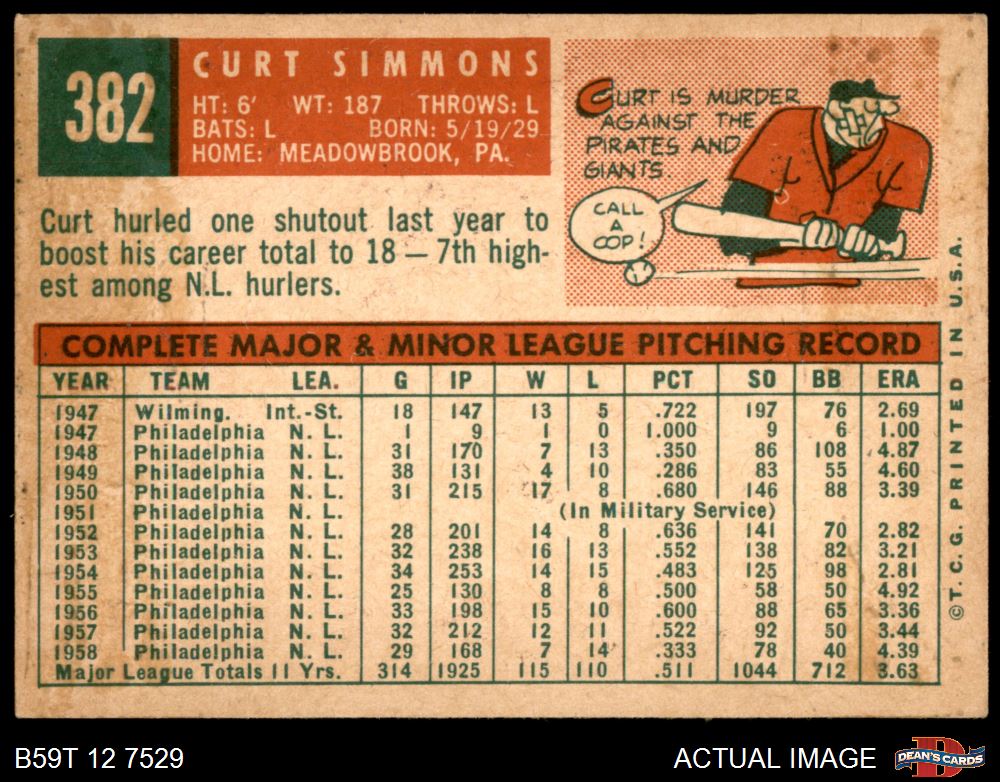 382
CURT SIMMONS
HT: 6' WT: 187 THROWS: L
BATS: L BORN: 5/19/29
HOME: MEADOWBROOK, PA.
CURT IS MURDER
AGAINST THE
PIRATES AND
GIANTS
CALL
A
COP!
Curt hurled one shutout last year to
boost his career total to 18 — 7th high-
est among N.L. hurlers.
COMPLETE MAJOR & MINOR LEAGUE PITCHING RECORD
YEAR TEAM LEA. G IP W L PCT SO BB ERA
1947 Wilming. Int.-St. 18 147 13 5 .722 197 76 2.69
1947 Philadelphia N. L. 1 9 1 0 1.000 9 6 1.00
1948 Philadelphia N. L. 31 170 7 13 .350 86 108 4.87
1949 Philadelphia N. L. 38 131 4 10 .286 83 55 4.60
1950 Philadelphia N. L. 31 215 17 8 .680 146 88 3.39
1951 Philadelphia N. L. (In Military Service)
1952 Philadelphia N. L. 28 201 14 8 .636 141 70 2.82
1953 Philadelphia N. L. 32 238 16 13 .552 138 82 3.21
1954 Philadelphia N. L. 34 253 14 15 .483 125 98 2.81
1955 Philadelphia N. L. 25 130 8 8 .500 58 50 4.92
1956 Philadelphia N. L. 33 198 15 10 .600 88 65 3.36
1957 Philadelphia N. L. 32 212 12 11 .522 92 50 3.44
1958 Philadelphia N. L. 29 168 7 14 .333 78 40 4.39
Major League Totals 11 Yrs. 314 1925 115 110 .511 1044 712 3.63
©T. C. G. PRINTED IN U.S.A.
B59T 12 7529
ACTUAL IMAGE
D
DEAN'S CARDS